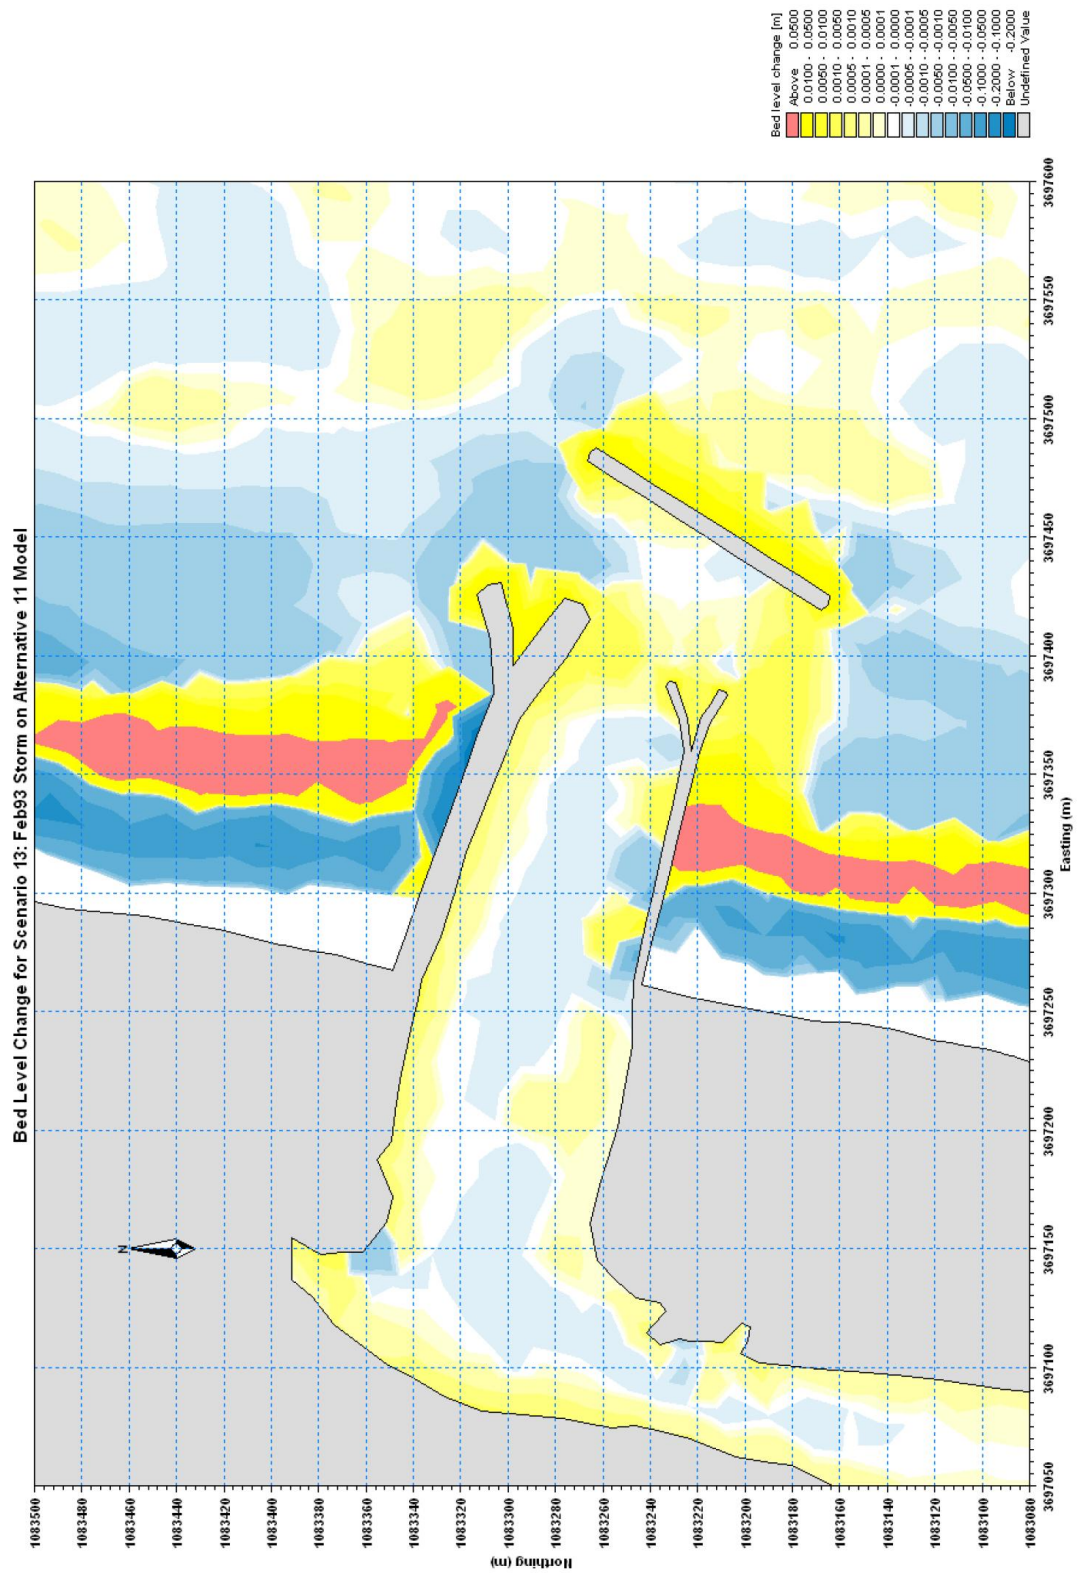 Bed Level Change for Scenario 13: Feb93 Storm on Alternative 11 Model
N
1083500
1083480
1083460
1083440
1083420
1083400
1083380
1083360
1083340
1083320
1083300
1083280
1083260
1083240
1083220
1083200
1083180
1083160
1083140
1083120
1083100
1083080
Northing (m)
3697050
3697100
3697150
3697200
3697250
3697300
3697350
3697400
3697450
3697500
3697550
3697600
Easting (m)
Bed level change [m]
Above 0.0500
0.0100 - 0.0500
0.0050 - 0.0100
0.0010 - 0.0050
0.0005 - 0.0010
0.0001 - 0.0005
0.0000 - 0.0001
-0.0001 - 0.0000
-0.0005 - -0.0001
-0.0010 - -0.0005
-0.0050 - -0.0010
-0.0100 - -0.0050
-0.0500 - -0.0100
-0.1000 - -0.0500
-0.2000 - -0.1000
Below -0.2000
Undefined Value